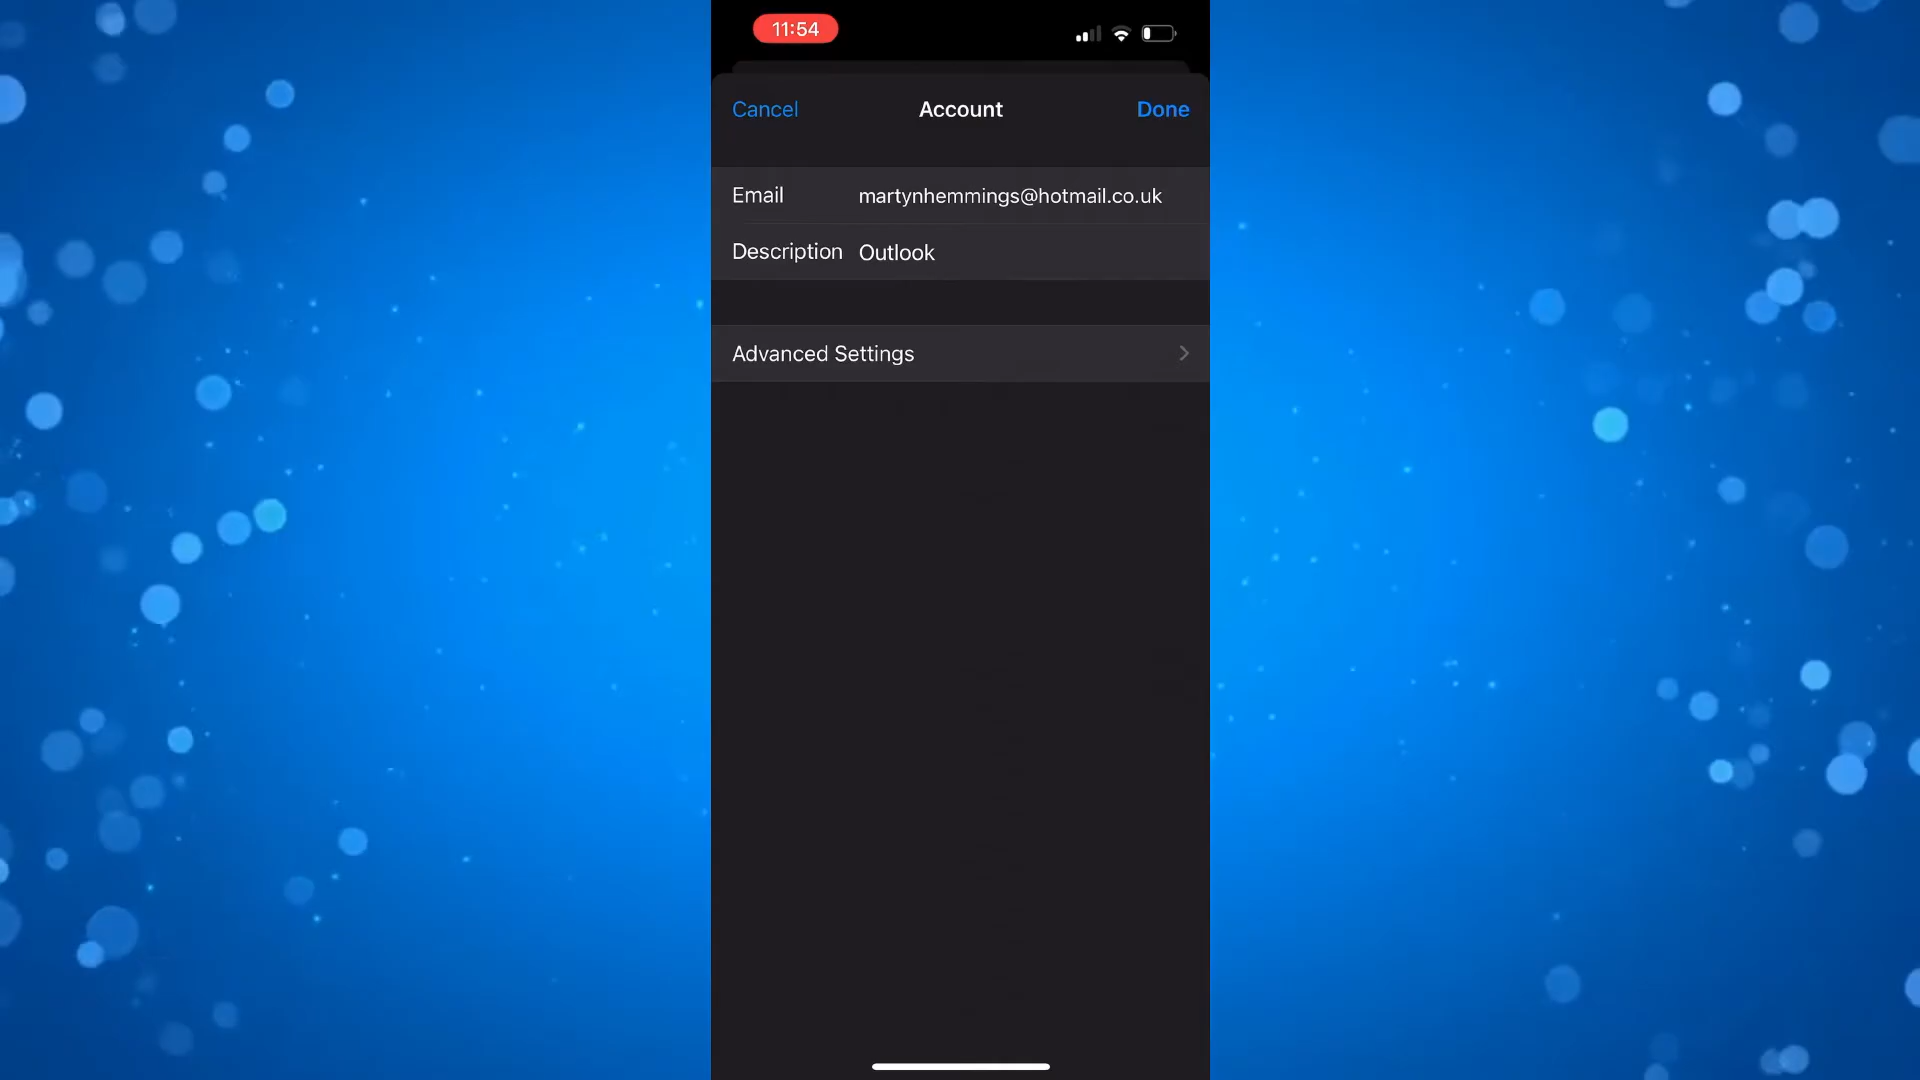 11:54
Cancel Account Done
Email martynhemmings@hotmail.co.uk
Description Outlook
Advanced Settings